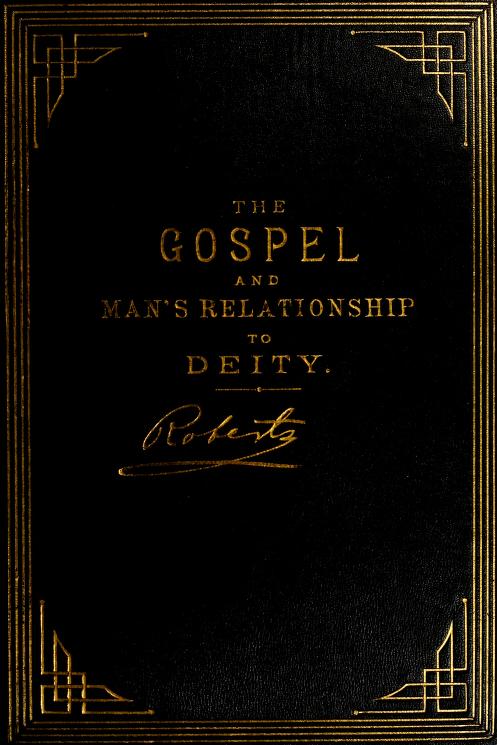 THE
GOSPEL
AND
MAN'S RELATIONSHIP
TO
DEITY.
Roberts